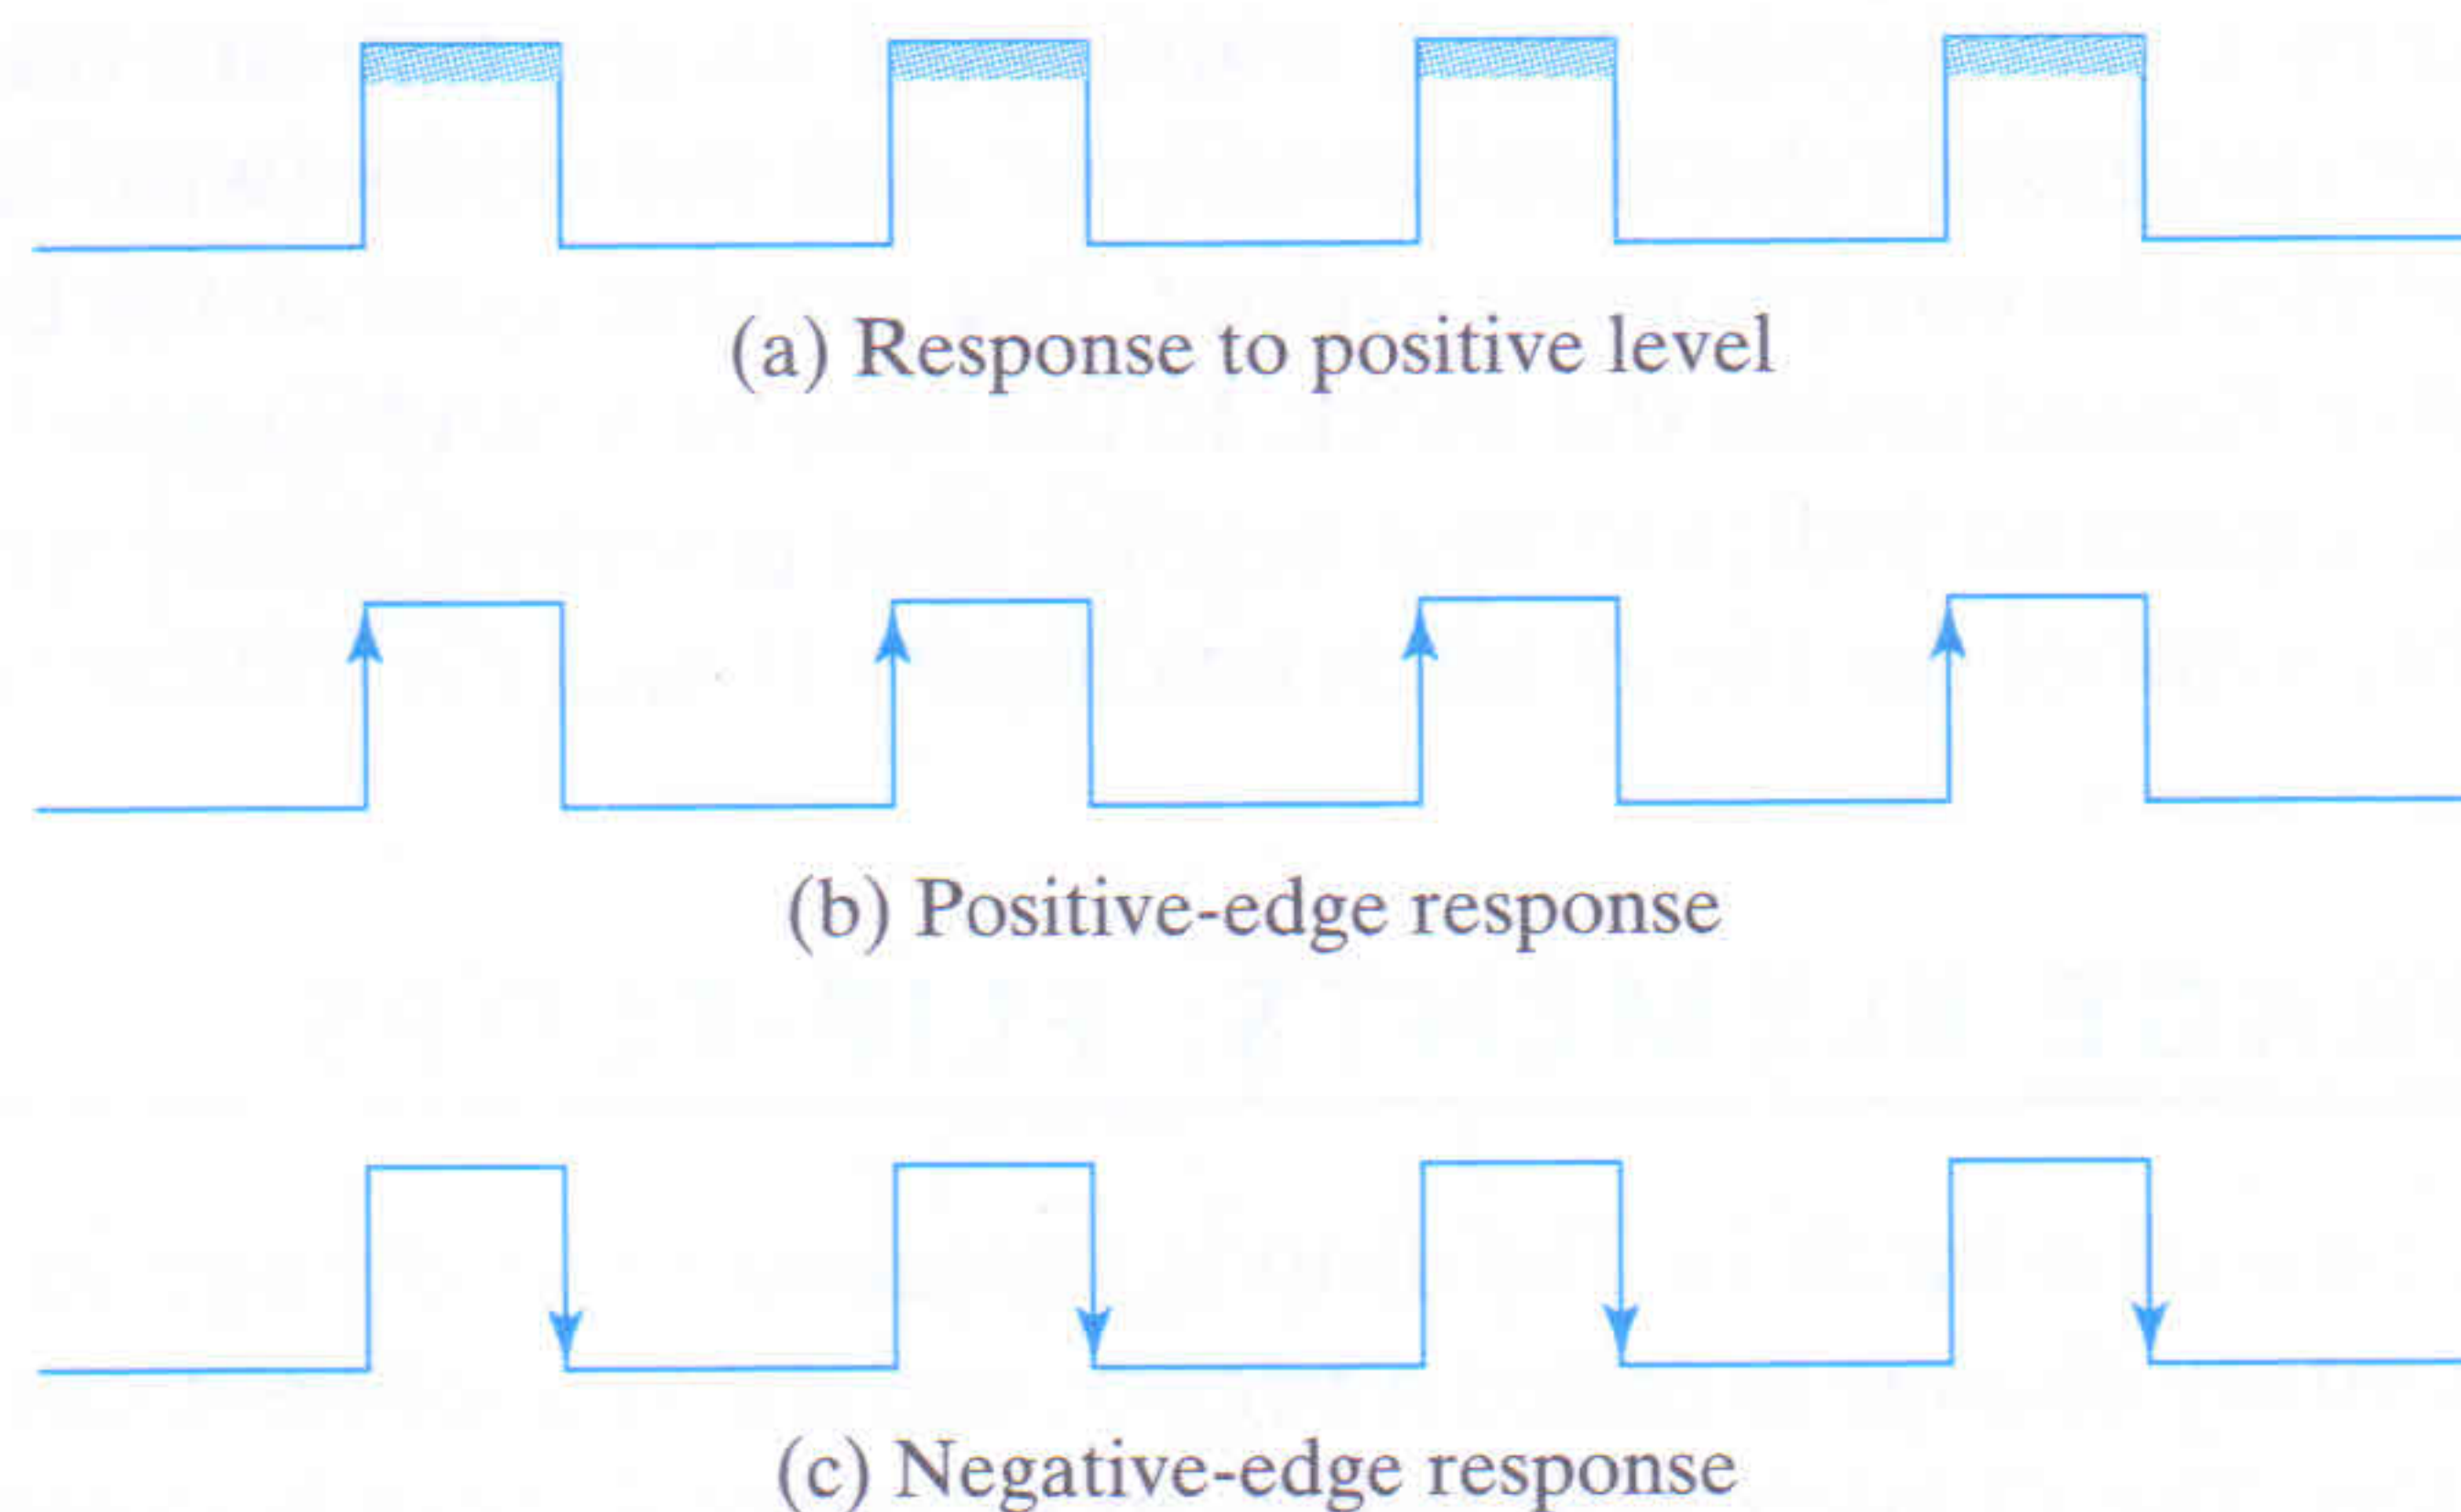 (a) Response to positive level
(b) Positive-edge response
(c) Negative-edge response